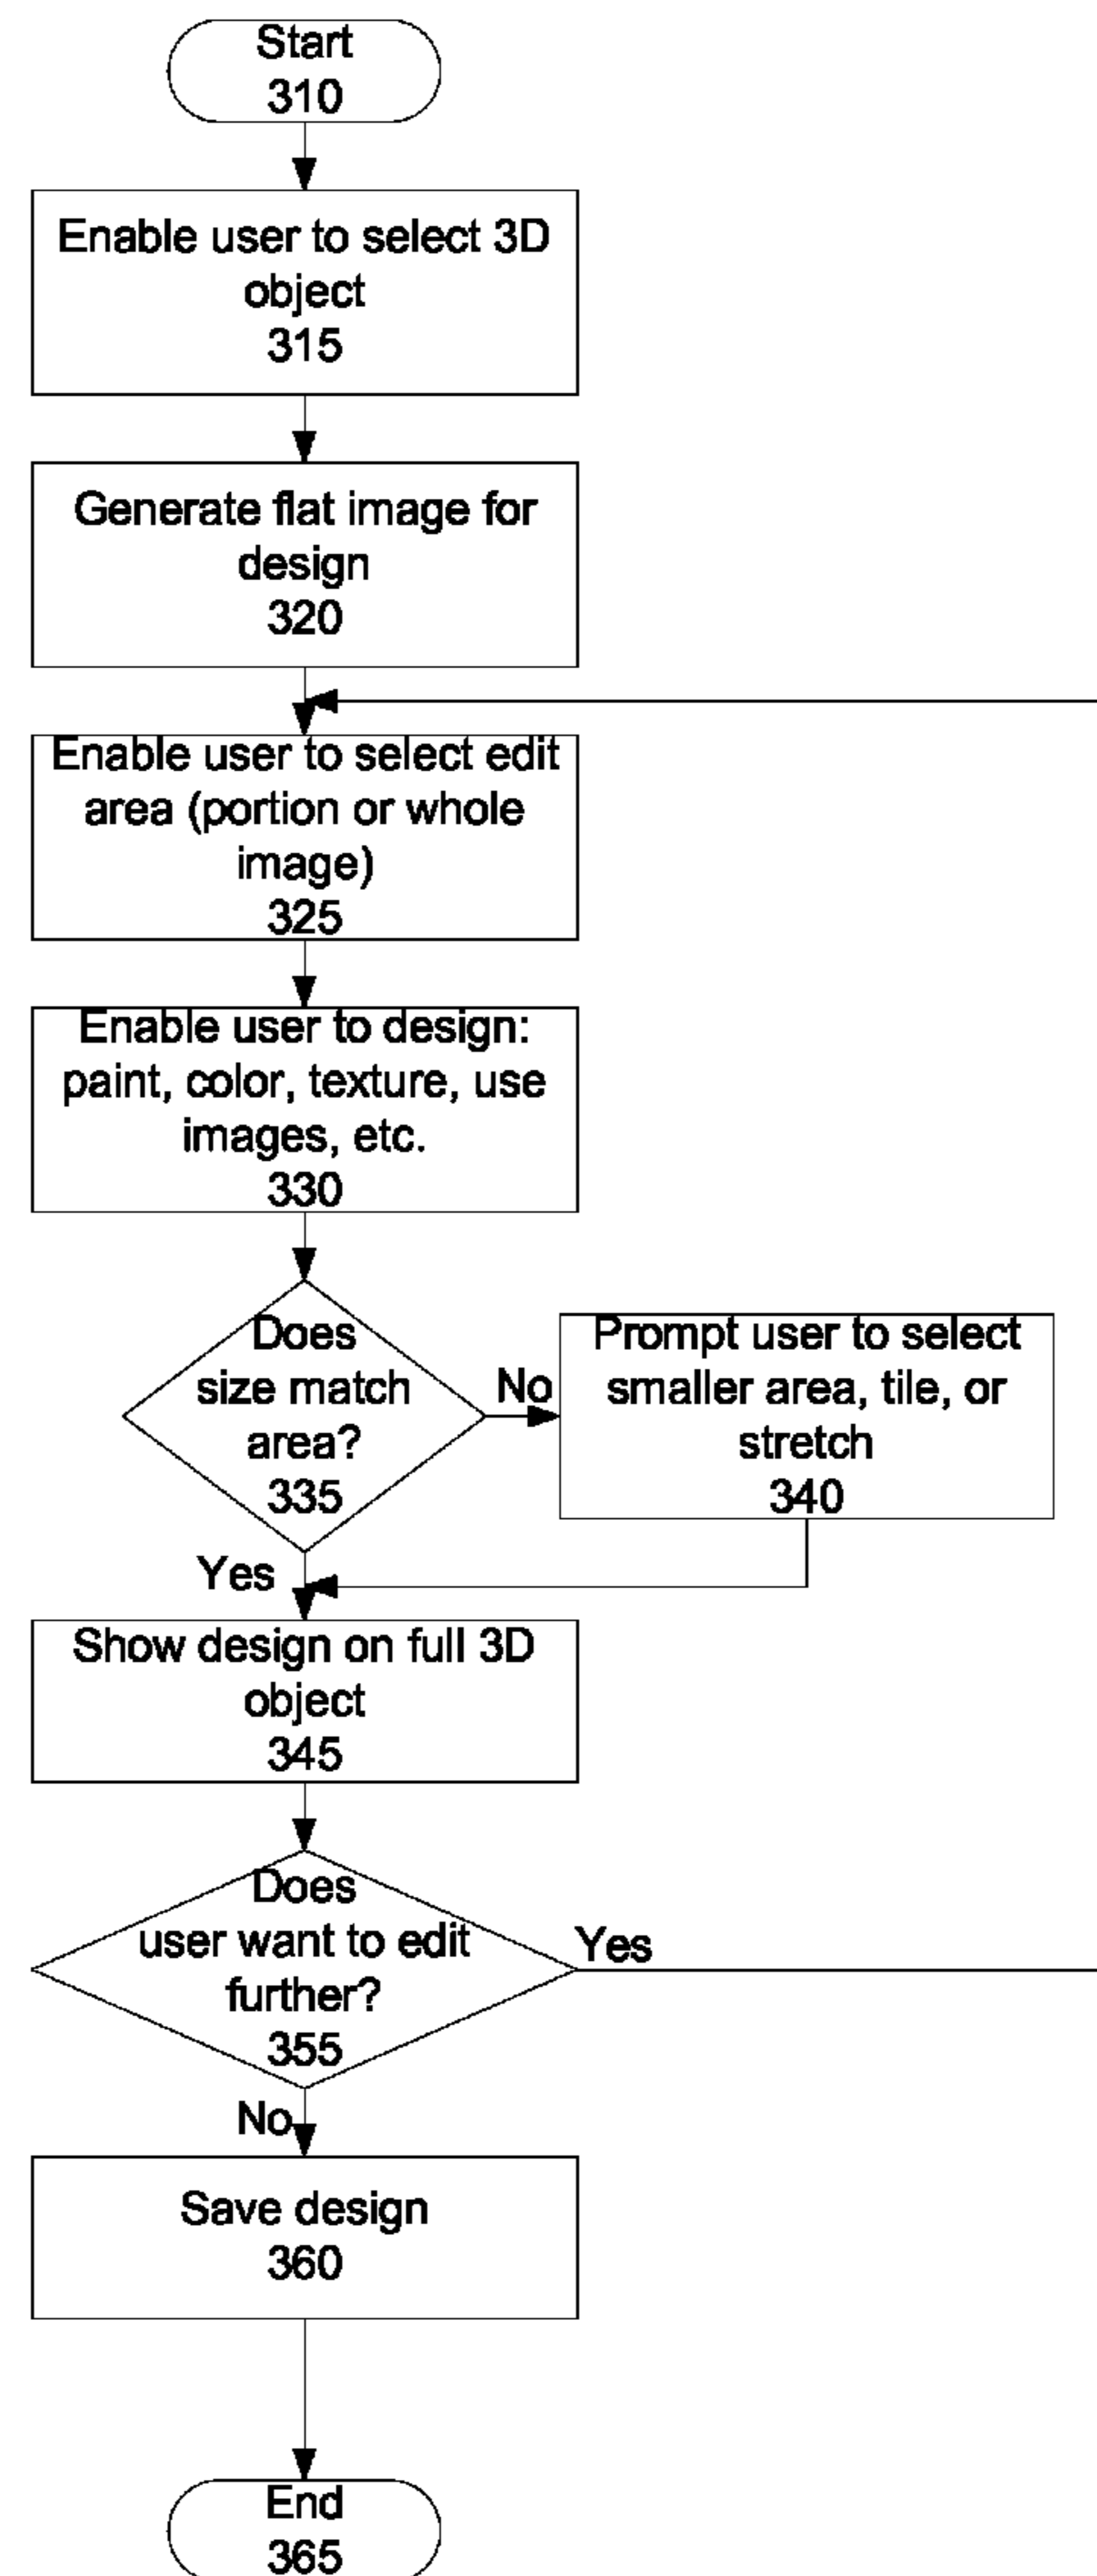 Start
310
Enable user to select 3D
object
315
Generate flat image for
design
320
Enable user to select edit
area (portion or whole
image)
325
Enable user to design:
paint, color, texture, use
images, etc.
330
Does
size match
area?
335
No
Prompt user to select
smaller area, tile, or
stretch
340
Yes
Show design on full 3D
object
345
Does
user want to edit
further?
355
Yes
No
Save design
360
End
365